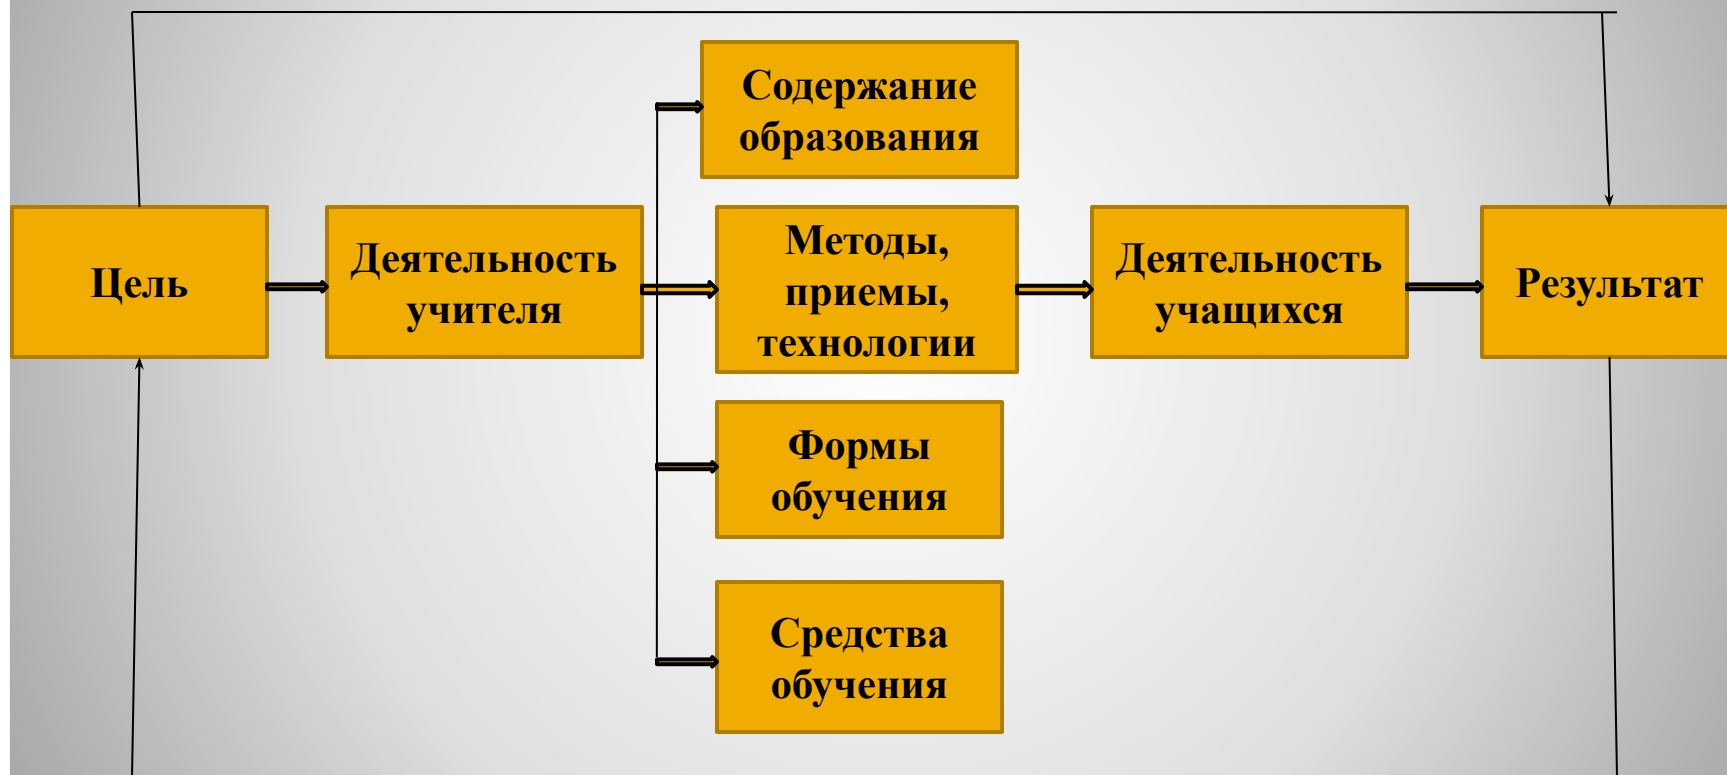 Содержание
образования
Цель
Деятельность
учителя
Методы,
приемы,
технологии
Деятельность
учащихся
Результат
Формы
обучения
Средства
обучения